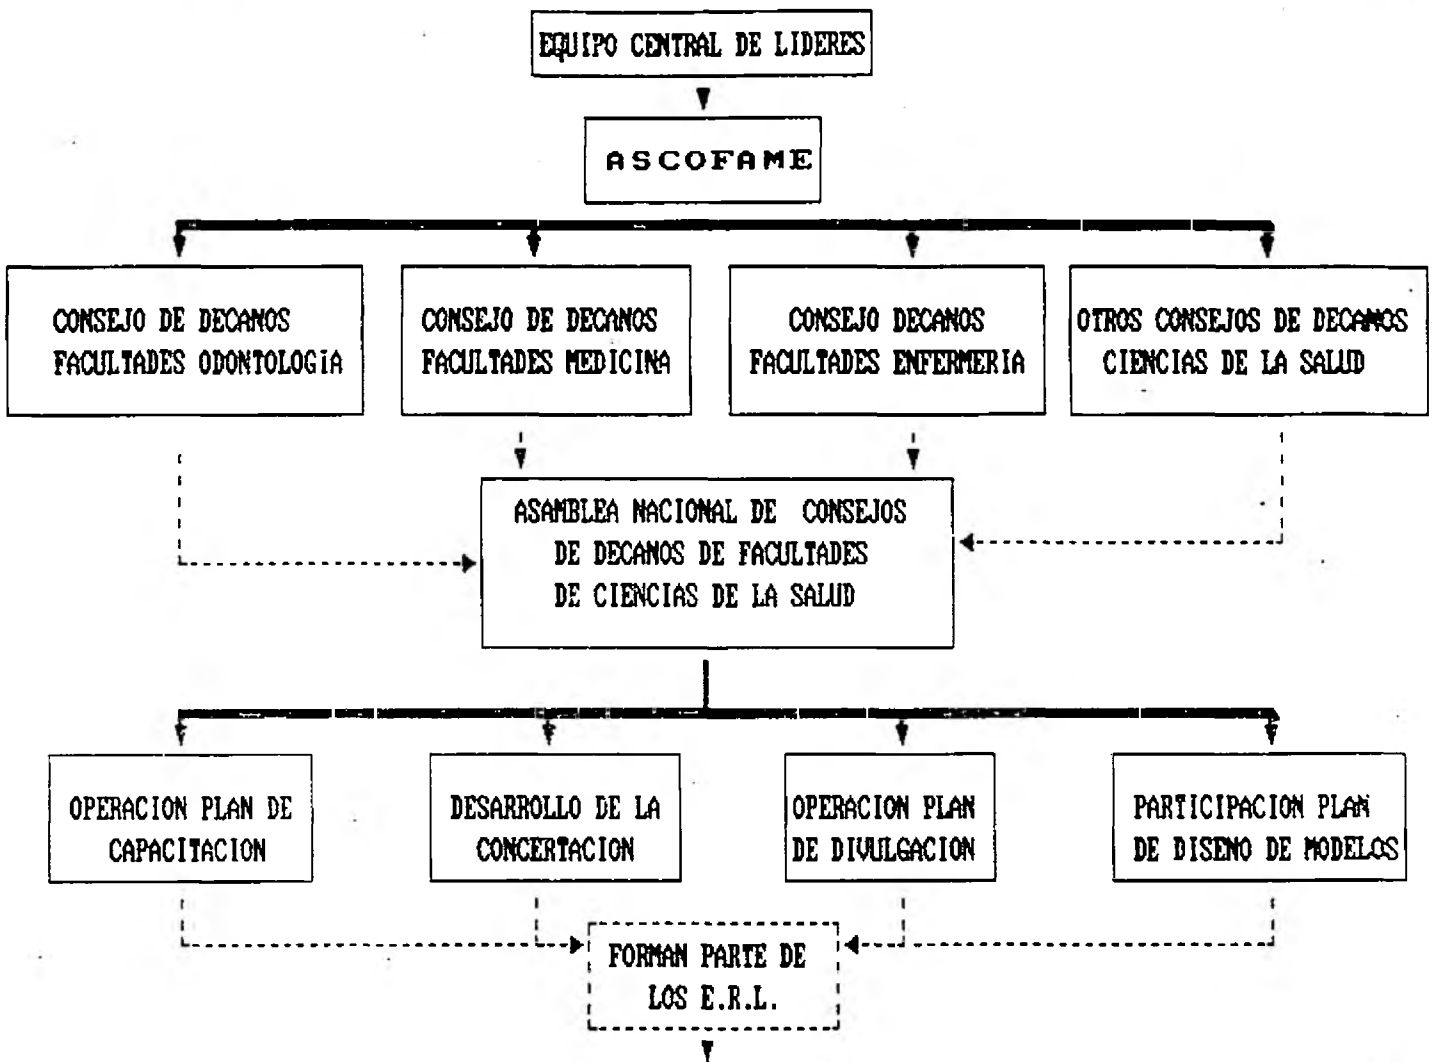 EQUIPO CENTRAL DE LIDERES
ASCOFAME
CONSEJO DE DECANOS
FACULTADES ODONTOLOGIA
CONSEJO DE DECANOS
FACULTADES MEDICINA
CONSEJO DECANOS
FACULTADES ENFERMERIA
OTROS CONSEJOS DE DECANOS
CIENCIAS DE LA SALUD
ASAMBLEA NACIONAL DE CONSEJOS
DE DECANOS DE FACULTADES
DE CIENCIAS DE LA SALUD
OPERACION PLAN DE
CAPACITACION
DESARROLLO DE LA
CONCERTACION
OPERACION PLAN
DE DIVULGACION
PARTICIPACION PLAN
DE DISENO DE MODELOS
FORMAN PARTE DE
LOS E.R.L.